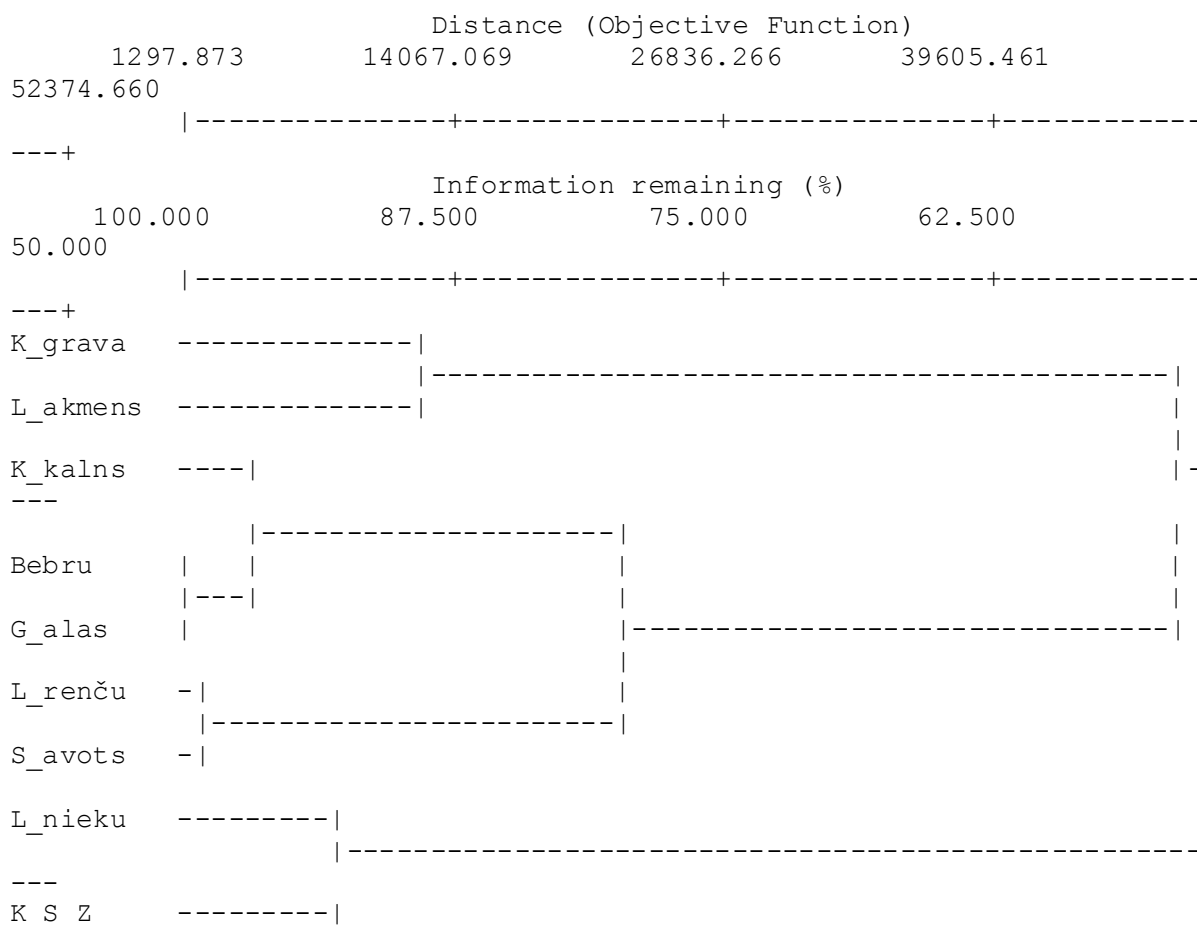 Distance (Objective Function)
1297.873 14067.069 26836.266 39605.461
52374.660
|---------------+---------------+---------------+------------
---+
Information remaining (%)
100.000 87.500 75.000 62.500
50.000
|---------------+---------------+---------------+------------
---+
K_grava --------------|
|--------------------------------------------|
L_akmens --------------| |
|
K_kalns ----| |-
---
|---------------------| |
Bebru | | | |
|---| | |
G_alas | |--------------------------------|
|
L_renču -| |
|------------------------|
S_avots -|
L_nieku ---------|
|---------------------------------------------------
---
K S Z ---------|